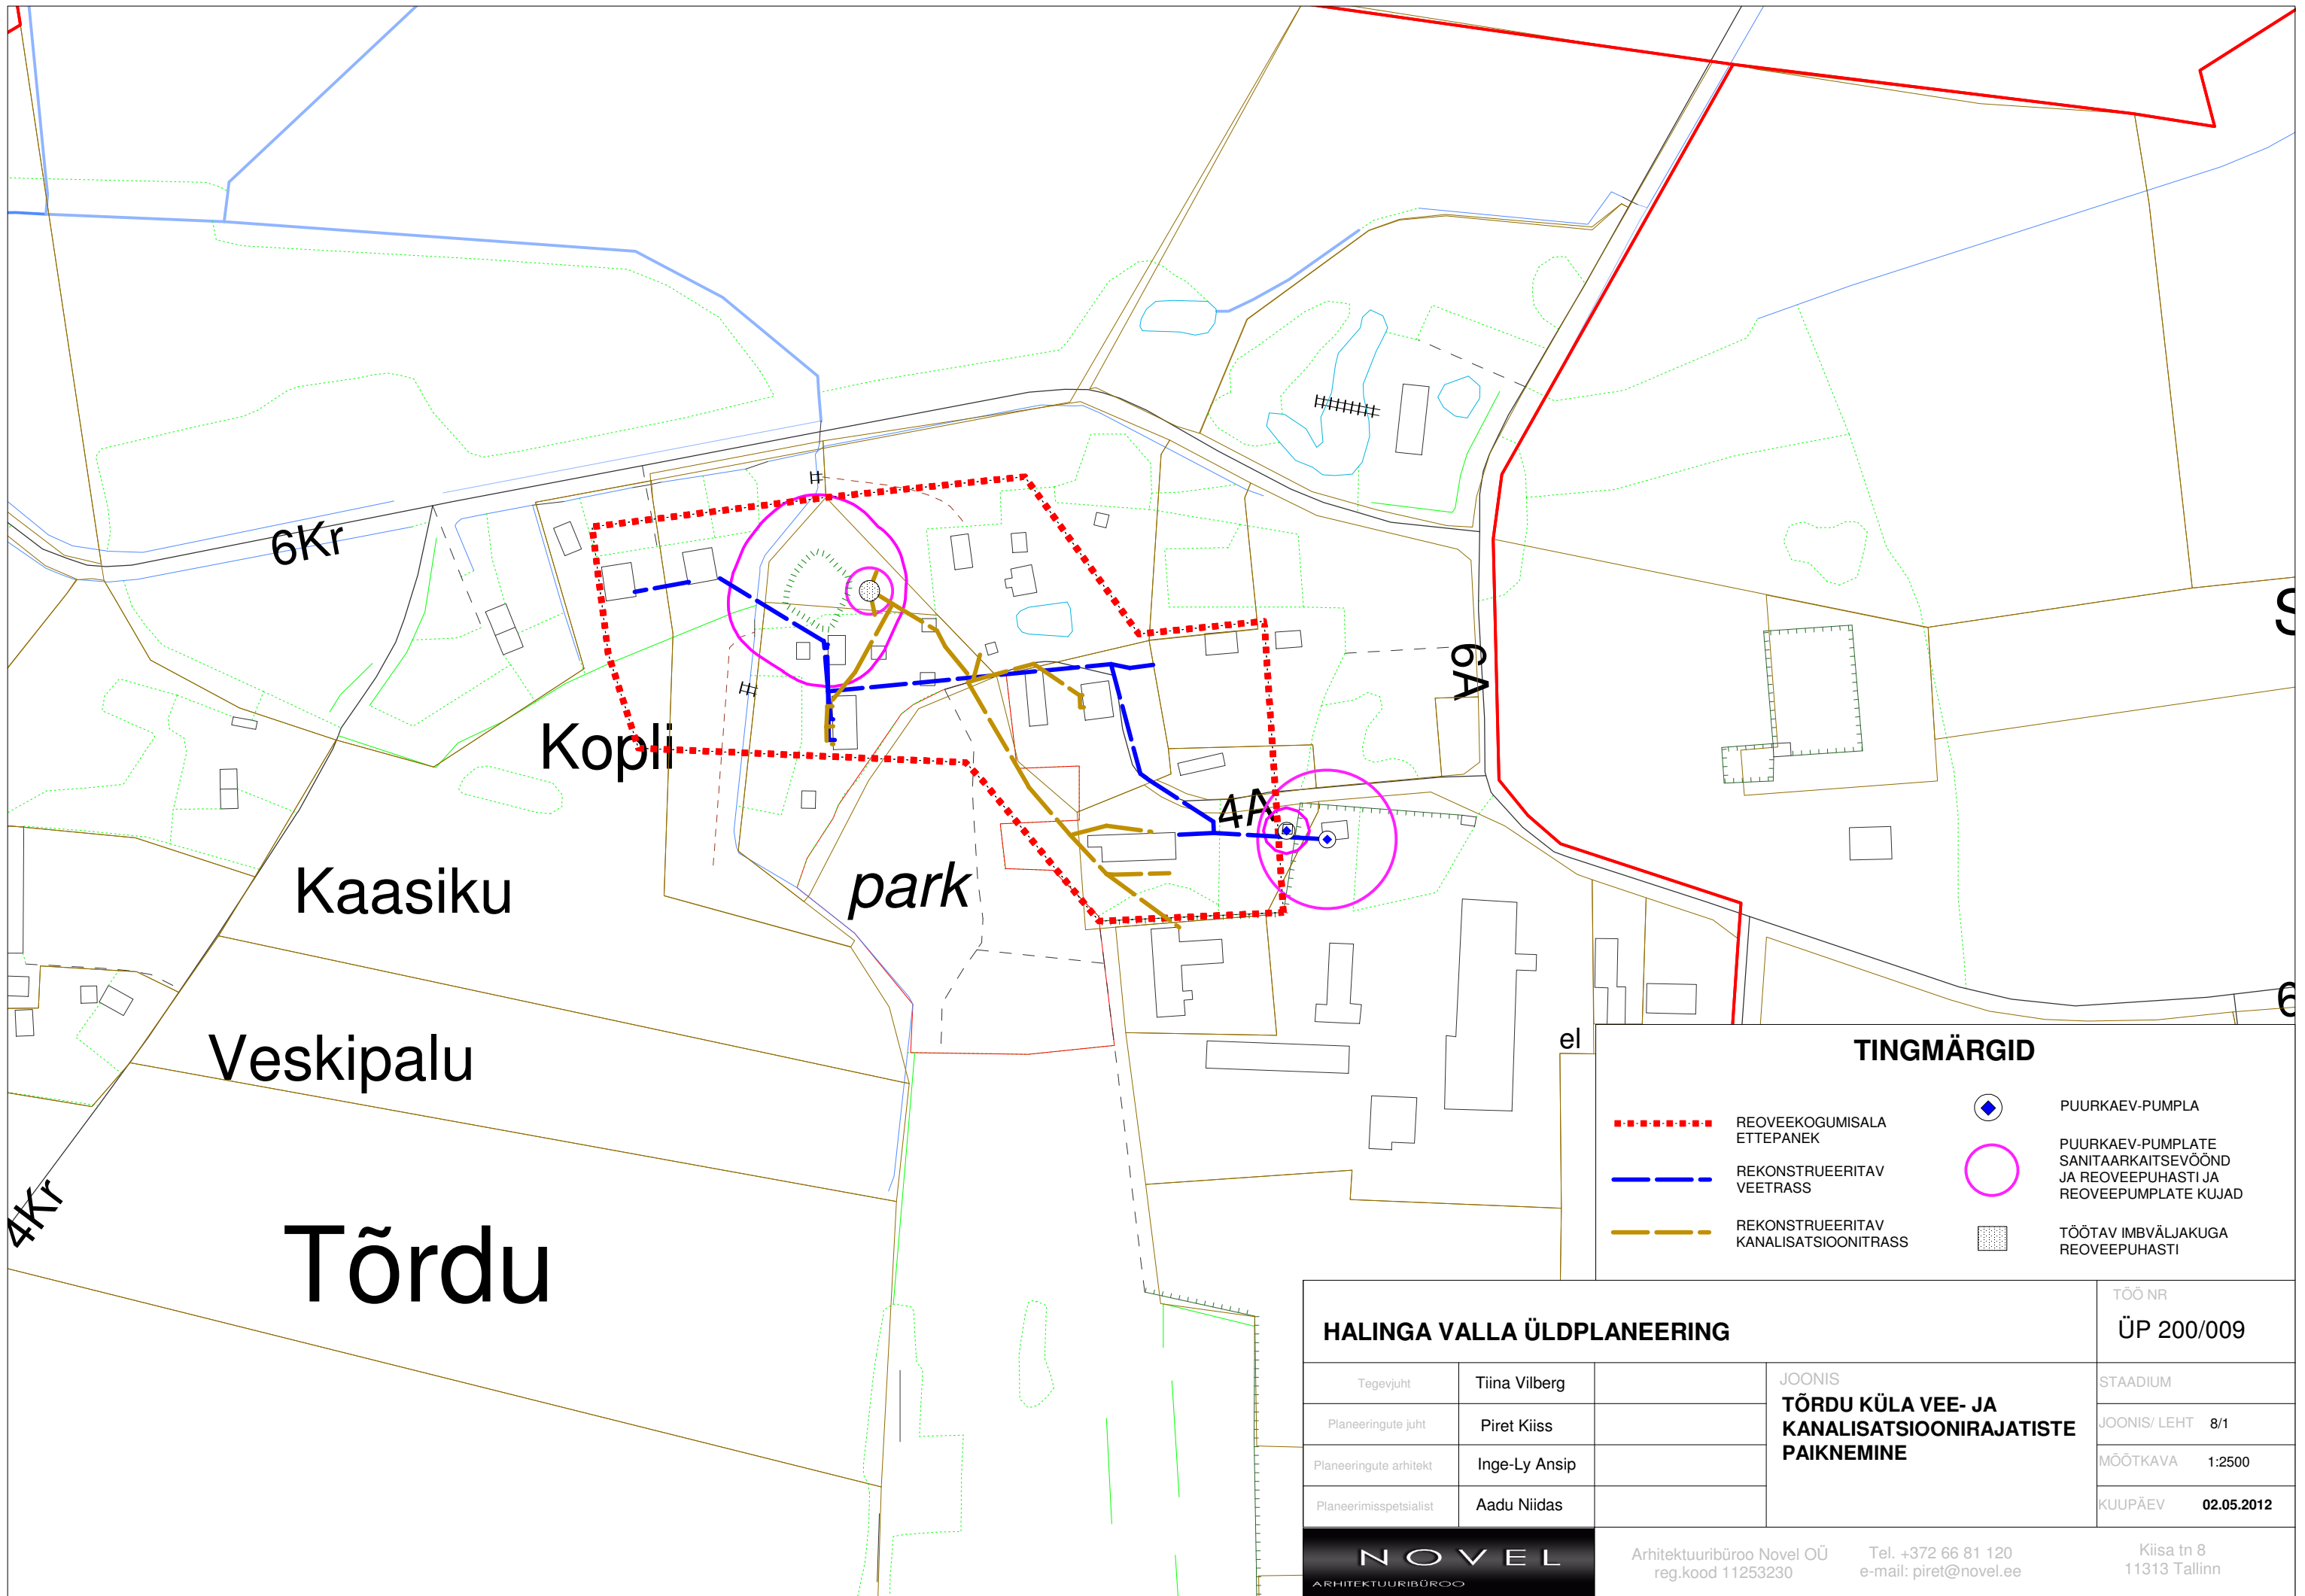 6Kr
6A
S
Kopli
4A
Kaasiku
park
6
el
Veskipalu
4Kr
Tõrdu
TINGMÄRGID
REOVEEKOGUMISALA
ETTEPANEK
REKONSTRUEERITAV
VEETRASS
REKONSTRUEERITAV
KANALISATSIOONITRASS
PUURKAEV-PUMPLA
PUURKAEV-PUMPLATE
SANITAARKAITSEVÖÖND
JA REOVEEPUHASTI JA
REOVEEPUMPLATE KUJAD
TÖÖTAV IMBVÄLJAKUGA
REOVEEPUHASTI
HALINGA VALLA ÜLDPLANEERING
TÖÖ NR
ÜP 200/009
Tegevjuht Tiina Vilberg
Planeeringute juht Piret Kiiss
Planeeringute arhitekt Inge-Ly Ansip
Planeerimisspetsialist Aadu Niidas
JOONIS
TÕRDU KÜLA VEE- JA
KANALISATSIOONIRAJATISTE
PAIKNEMINE
STAADIUM
JOONIS/ LEHT 8/1
MÕÕTKAVA 1:2500
KUUPÄEV 02.05.2012
NOVEL
ARHITEKTUURIBÜROO
Arhitektuuribüroo Novel OÜ
reg.kood 11253230
Tel. +372 66 81 120
e-mail: piret@novel.ee
Kiisa tn 8
11313 Tallinn